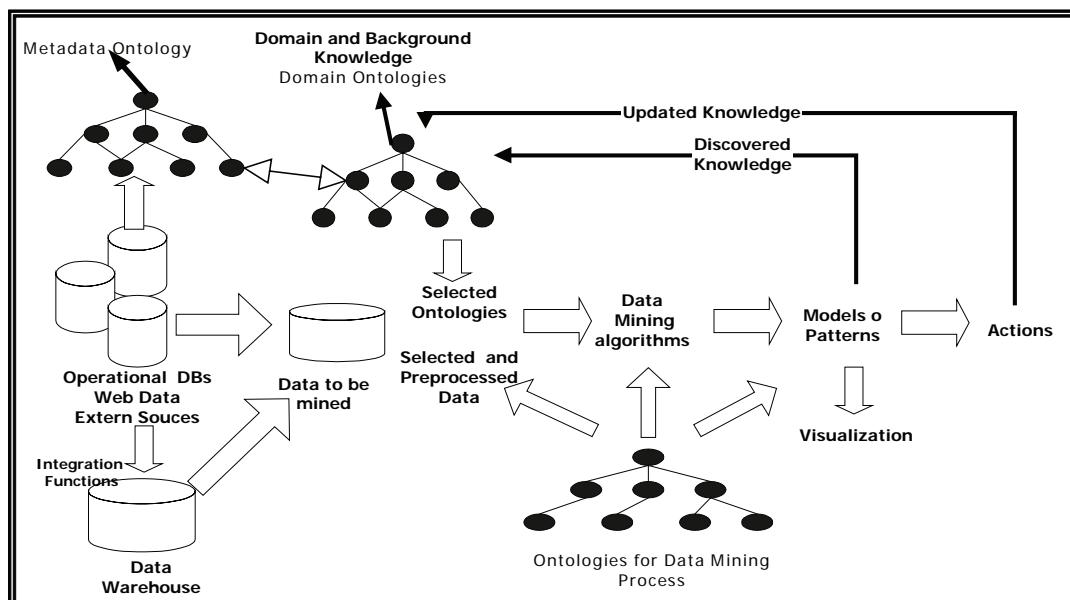 Metadata Ontology
Domain and Background
Knowledge
Domain Ontologies
Updated Knowledge
Discovered
Knowledge
Selected
Ontologies
Data
Mining
algorithms
Models o
Patterns
Actions
Selected and
Preprocessed
Data
Operational DBs
Web Data
Extern Souces
Data to be
mined
Visualization
Integration
Functions
Data
Warehouse
Ontologies for Data Mining
Process